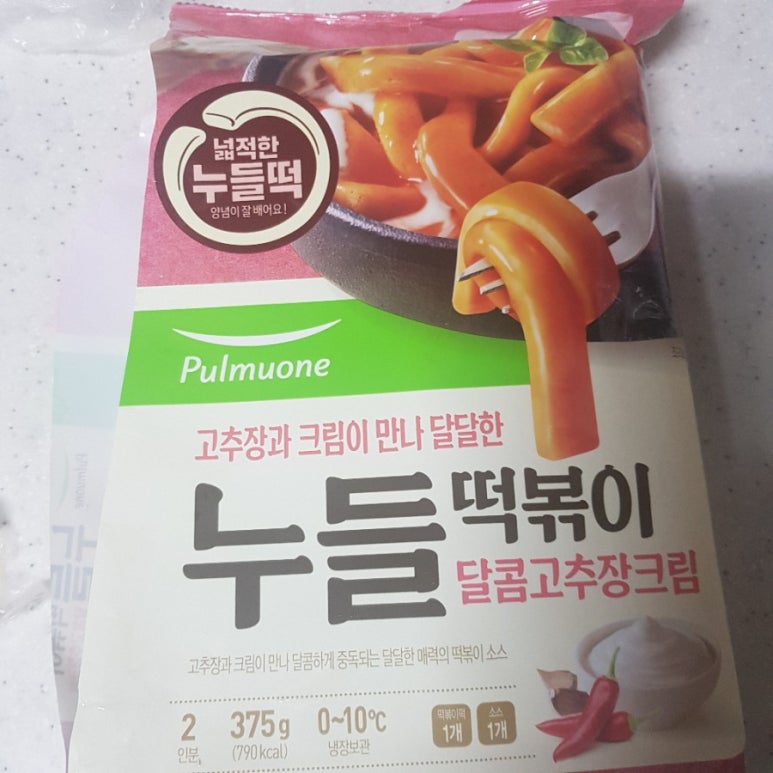 넓적한
누들떡
양념이 잘 배어요!
Pulmuone
고추장과 크림이 만나 달달한
누들 떡볶이
달콤고추장크림
고추장과 크림이 만나 달콤하게 중독되는 달달한 매력의 떡볶이 소스
2 인분
375g (790 kcal)
0~10℃ 냉장보관
떡볶이떡 1개
소스 1개
Pulmuone